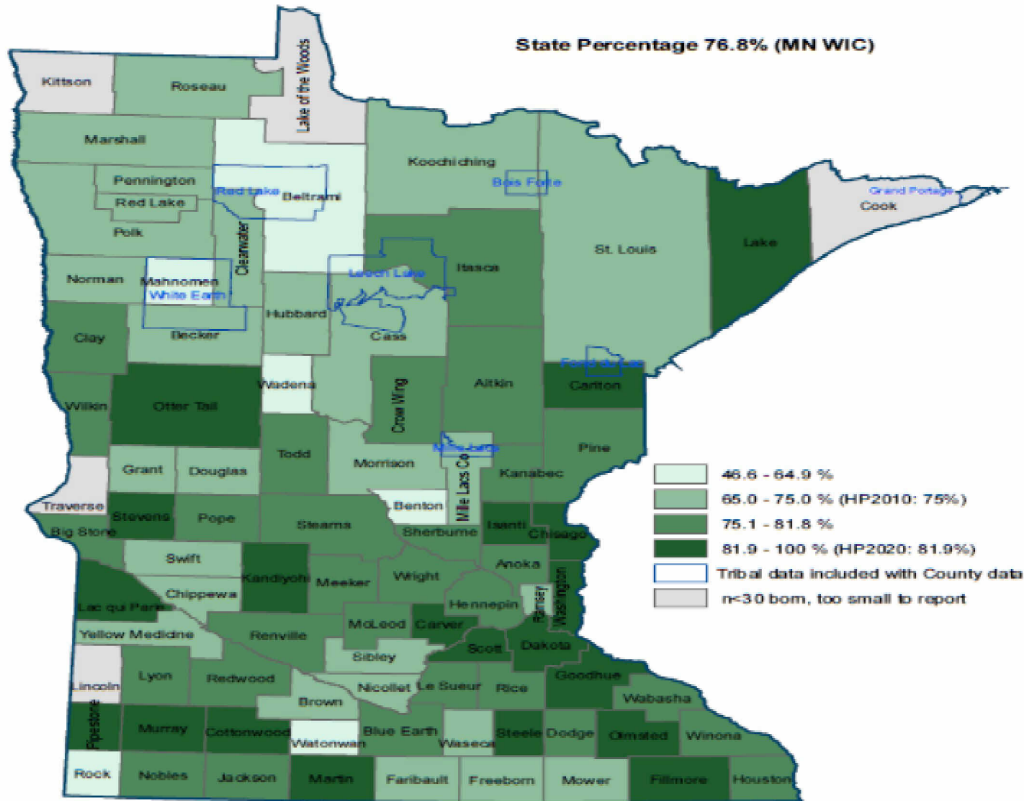 State Percentage 76.8% (MN WIC)
Kittson
Roseau
Lake of the Woods
Marshall
Koochiching
Pennington
Red Lake
Beltrami
Bois Forte
Grand Portage
Cook
Red Lake
Polk
Clearwater
St. Louis
Lake
Norman
Mahnomen
White Earth
Leech Lake
Itasca
Hubbard
Becker
Cass
Clay
Fond du Lac
Wadena
Carlton
Aitkin
Wilkin
Otter Tail
Crow Wing
Todd
Mille Lacs
Pine
Grant
Douglas
Morrison
Mille Lacs Co
Kanabec
Traverse
Benton
Stevens
Pope
Stearns
Big Stone
Sherburne
Isanti
Chisago
Swift
Anoka
Kandiyohi
Meeker
Wright
Chippewa
Ramsey
Washington
Lac qui Parle
Hennepin
McLeod
Carver
Yellow Medicine
Renville
Scott
Dakota
Sibley
Lincoln
Lyon
Redwood
Nicollet
Le Sueur
Rice
Goodhue
Brown
Wabasha
Pipestone
Murray
Cottonwood
Watonwan
Blue Earth
Waseca
Steele
Dodge
Olmsted
Winona
Rock
Nobles
Jackson
Martin
Faribault
Freeborn
Mower
Fillmore
Houston
46.6 - 64.9 %
65.0 - 75.0 % (HP2010: 75%)
75.1 - 81.8 %
81.9 - 100 % (HP2020: 81.9%)
Tribal data included with County data
n<30 born, too small to report